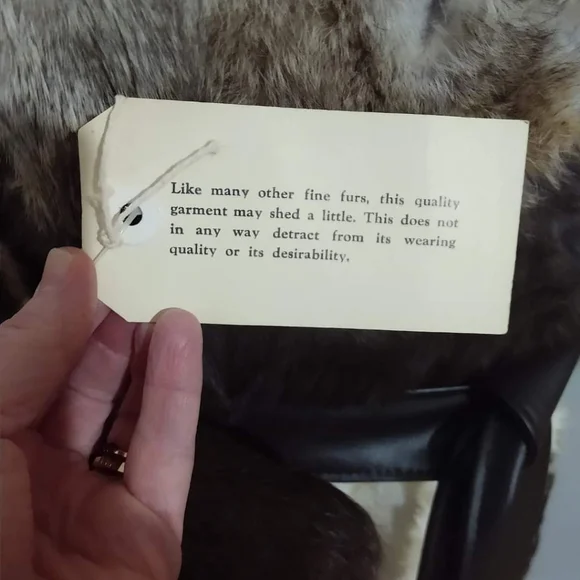 Like many other fine furs, this quality
garment may shed a little. This does not
in any way detract from its wearing
quality or its desirability.